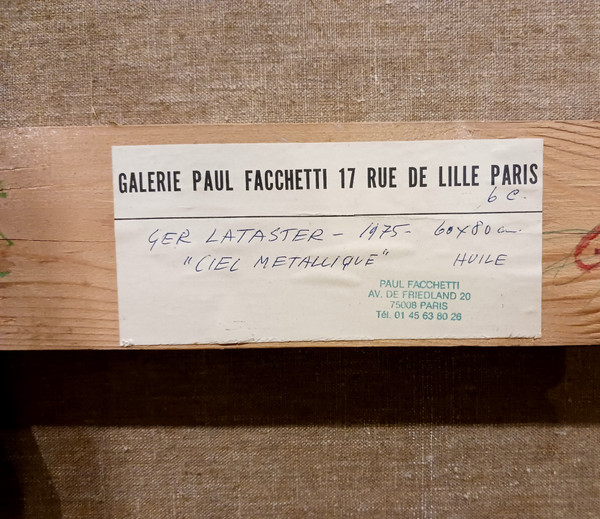 GALERIE PAUL FACCHETTI 17 RUE DE LILLE PARIS
6 C.
GER LATASTER - 1975 - 60x80 cm.
"CIEL METALLIQUE" HUILE
PAUL FACCHETTI
AV. DE FRIEDLAND 20
75008 PARIS
Tél. 01 45 63 80 26